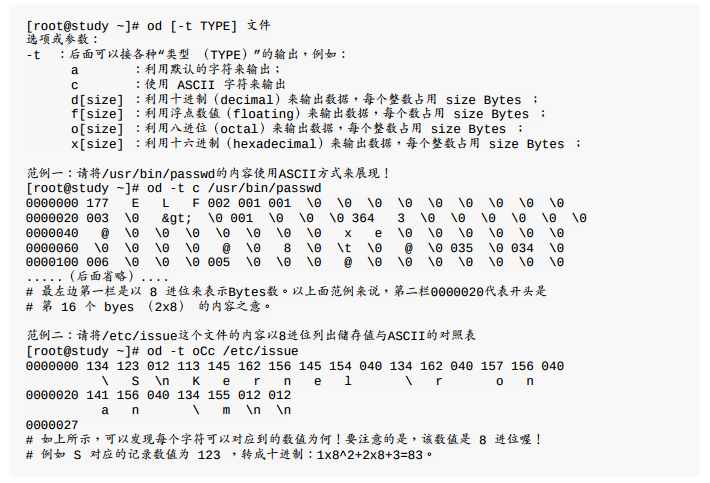 [root@study ~]# od [-t TYPE] 文件
选项或参数：
-t ：后面可以接各种“类型 （TYPE）”的输出，例如：
a ：利用默认的字符来输出；
c ：使用 ASCII 字符来输出
d[size] ：利用十进制（decimal）来输出数据，每个整数占用 size Bytes ；
f[size] ：利用浮点数值（floating）来输出数据，每个数占用 size Bytes ；
o[size] ：利用八进位（octal）来输出数据，每个整数占用 size Bytes ；
x[size] ：利用十六进制（hexadecimal）来输出数据，每个整数占用 size Bytes ；
范例一：请将/usr/bin/passwd的内容使用ASCII方式来展现！
[root@study ~]# od -t c /usr/bin/passwd
0000000 177 E L F 002 001 001 \0 \0 \0 \0 \0 \0 \0 \0 \0
0000020 003 \0 &gt; \0 001 \0 \0 \0 364 3 \0 \0 \0 \0 \0 \0
0000040 @ \0 \0 \0 \0 \0 \0 \0 x e \0 \0 \0 \0 \0 \0
0000060 \0 \0 \0 \0 @ \0 8 \0 \t \0 @ \0 035 \0 034 \0
0000100 006 \0 \0 \0 005 \0 \0 \0 @ \0 \0 \0 \0 \0 \0 \0
.....（后面省略）....
# 最左边第一栏是以 8 进位来表示Bytes数。以上面范例来说，第二栏0000020代表开头是
# 第 16 个 byes （2x8） 的内容之意。
范例二：请将/etc/issue这个文件的内容以8进位列出储存值与ASCII的对照表
[root@study ~]# od -t oCc /etc/issue
0000000 134 123 012 113 145 162 156 145 154 040 134 162 040 157 156 040
\ S \n K e r n e l \ r o n
0000020 141 156 040 134 155 012 012
a n \ m \n \n
0000027
# 如上所示，可以发现每个字符可以对应到的数值为何！要注意的是，该数值是 8 进位喔！
# 例如 S 对应的记录数值为 123 ，转成十进制：1x8^2+2x8+3=83。